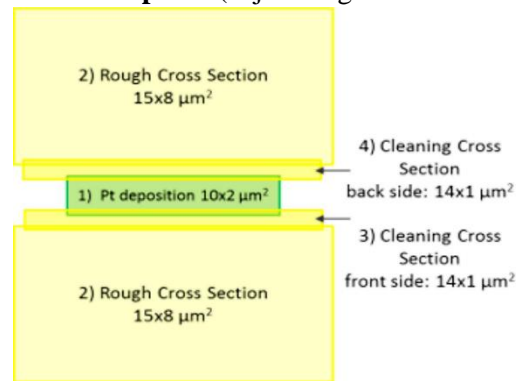 2) Rough Cross Section
15x8 µm²
4) Cleaning Cross
Section
back side: 14x1 µm²
1) Pt deposition 10x2 µm²
3) Cleaning Cross
Section
front side: 14x1 µm²
2) Rough Cross Section
15x8 µm²